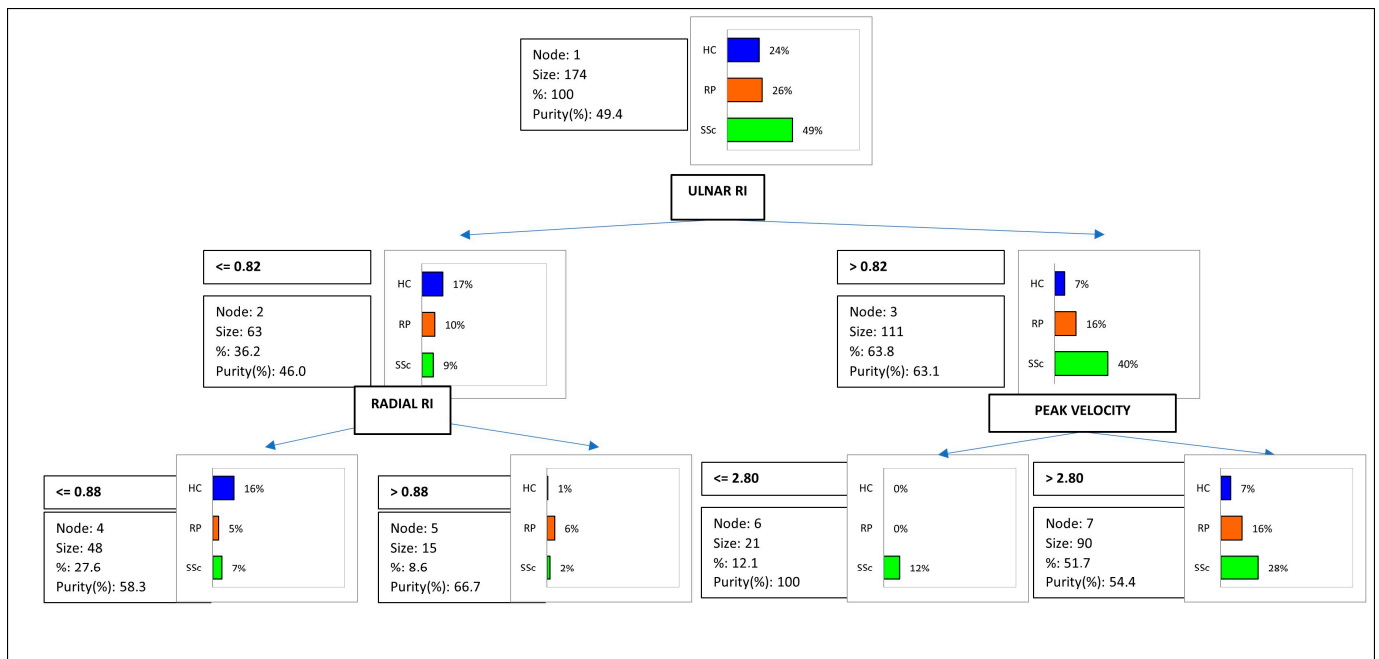 Node: 1
Size: 174
%: 100
Purity(%): 49.4
HC 24%
RP 26%
SSc 49%
ULNAR RI
<= 0.82
Node: 2
Size: 63
%: 36.2
Purity(%): 46.0
HC 17%
RP 10%
SSc 9%
> 0.82
Node: 3
Size: 111
%: 63.8
Purity(%): 63.1
HC 7%
RP 16%
SSc 40%
RADIAL RI
PEAK VELOCITY
<= 0.88
Node: 4
Size: 48
%: 27.6
Purity(%): 58.3
HC 16%
RP 5%
SSc 7%
> 0.88
Node: 5
Size: 15
%: 8.6
Purity(%): 66.7
HC 1%
RP 6%
SSc 2%
<= 2.80
Node: 6
Size: 21
%: 12.1
Purity(%): 100
HC 0%
RP 0%
SSc 12%
> 2.80
Node: 7
Size: 90
%: 51.7
Purity(%): 54.4
HC 7%
RP 16%
SSc 28%